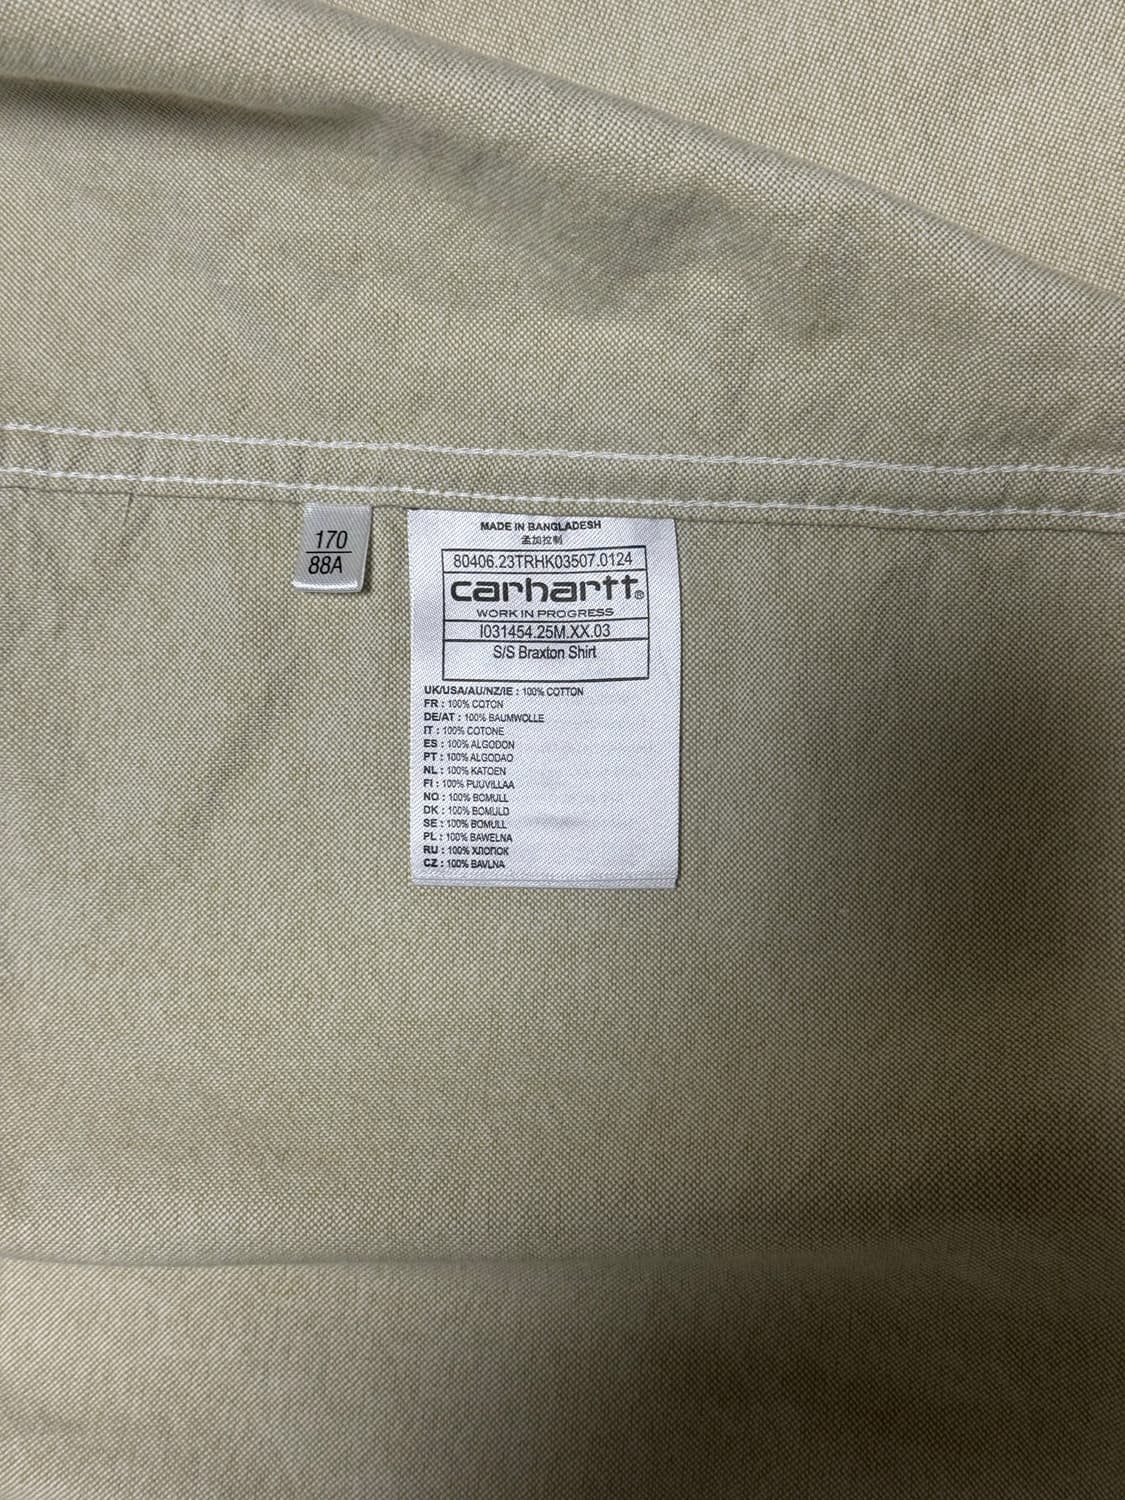 170
88A
MADE IN BANGLADESH
孟加拉制
80406.23TRHK03507.0124
carhartt®
WORK IN PROGRESS
I031454.25M.XX.03
S/S Braxton Shirt
UK/USA/AU/NZ/IE : 100% COTTON
FR : 100% COTON
DE/AT : 100% BAUMWOLLE
IT : 100% COTONE
ES : 100% ALGODON
PT : 100% ALGODAO
NL : 100% KATOEN
FI : 100% PUUVILLAA
NO : 100% BOMULL
DK : 100% BOMULD
SE : 100% BOMULL
PL : 100% BAWELNA
RU : 100% ХЛОПОК
CZ : 100% BAVLNA